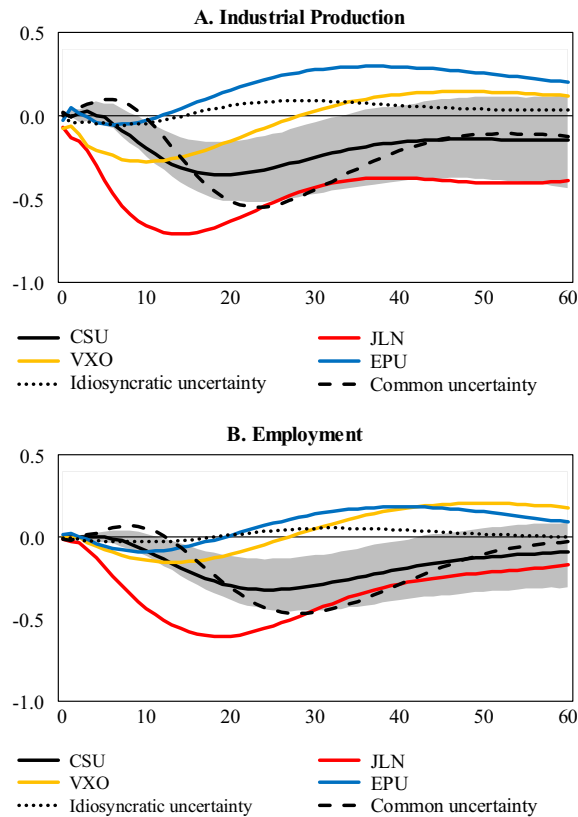 A. Industrial Production
0.5
0.0
-0.5
-1.0
0 10 20 30 40 50 60
CSU JLN
VXO EPU
Idiosyncratic uncertainty Common uncertainty
B. Employment
0.5
0.0
-0.5
-1.0
0 10 20 30 40 50 60
CSU JLN
VXO EPU
Idiosyncratic uncertainty Common uncertainty